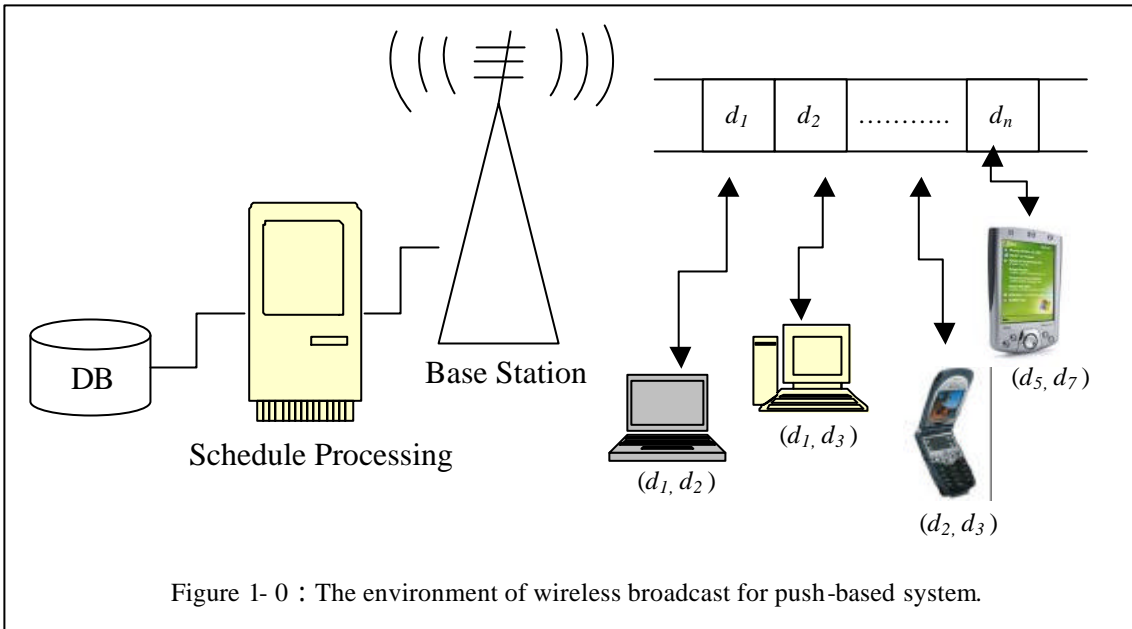 d1 d2 ……….. dn
DB
Schedule Processing
Base Station
(d1, d2)
(d1, d3)
(d2, d3)
(d5, d7)
Figure 1- 0：The environment of wireless broadcast for push-based system.